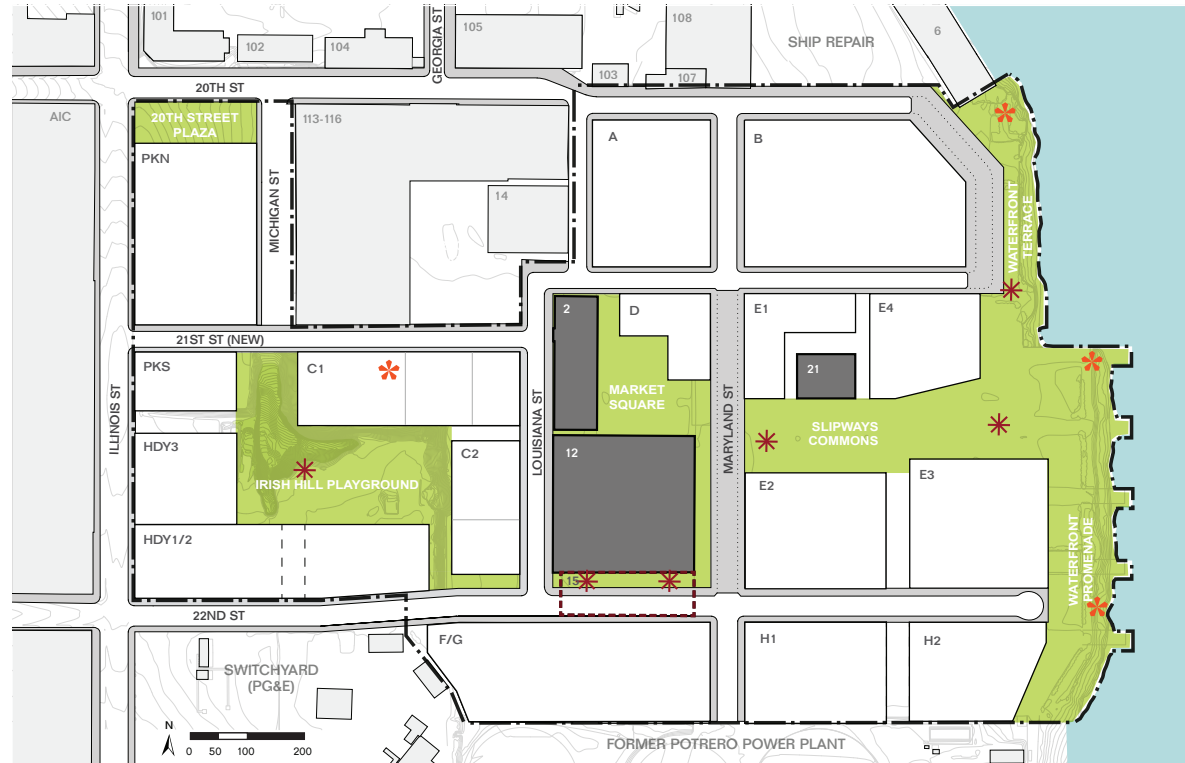 101
102
104
GEORGIA ST
105
108
103
107
SHIP REPAIR
6
20TH ST
AIC
20TH STREET
PLAZA
PKN
MICHIGAN ST
113-116
14
A
B
WATERFRONT
TERRACE
21ST ST (NEW)
2
D
E1
E4
21
PKS
C1
ILLINOIS ST
LOUISIANA ST
MARKET
SQUARE
MARYLAND ST
SLIPWAYS
COMMONS
HDY3
C2
12
IRISH HILL PLAYGROUND
E2
E3
HDY1/2
15
WATERFRONT
PROMENADE
22ND ST
F/G
H1
H2
SWITCHYARD
(PG&E)
N
0 50 100 200
FORMER POTRERO POWER PLANT